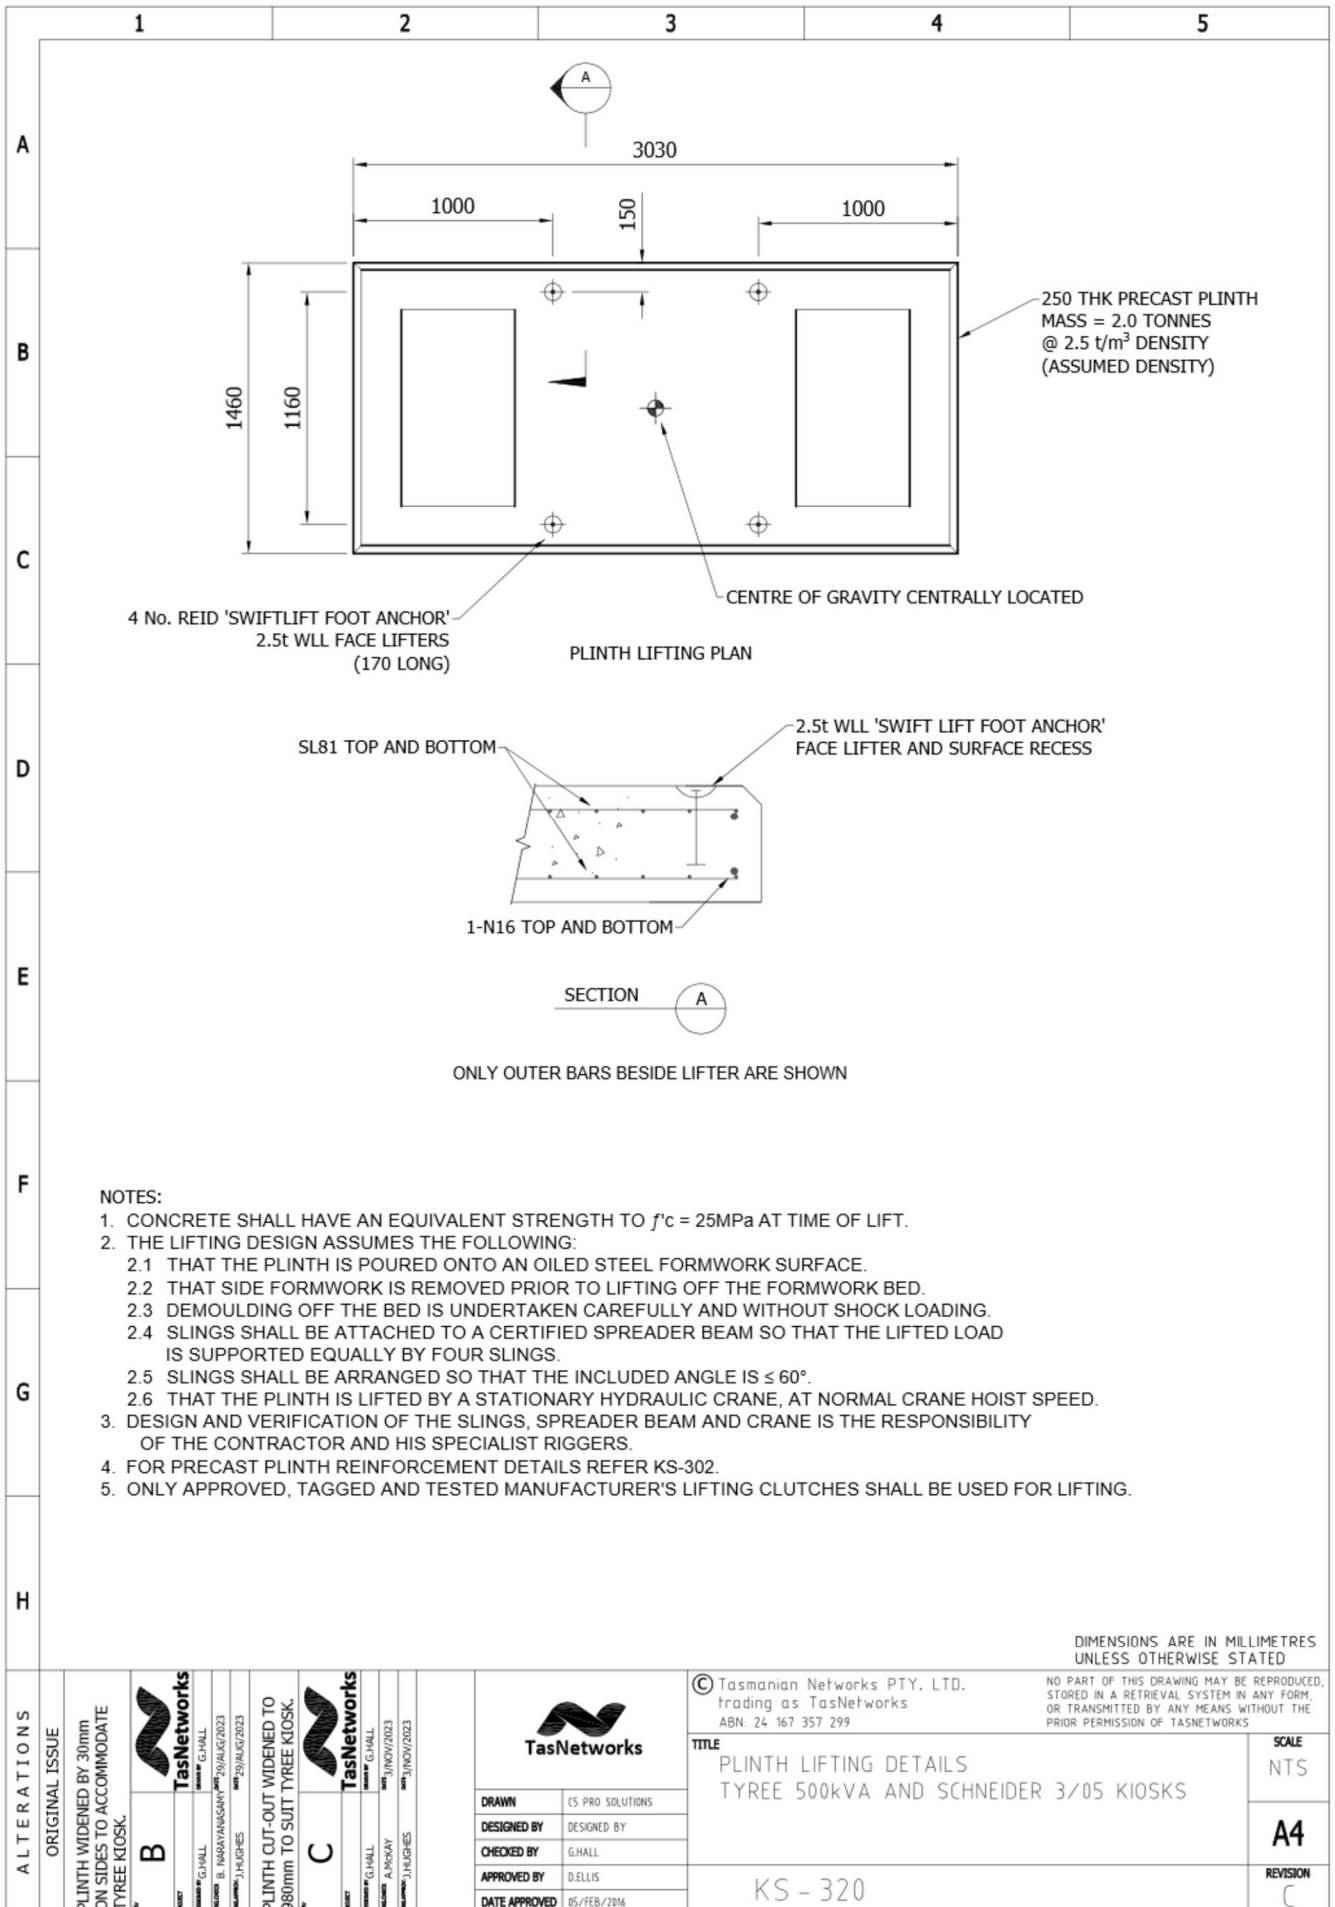 1 2 3 4 5
A
B
C
D
E
F
G
H
A
3030
1000
150
1000
1460
1160
250 THK PRECAST PLINTH
MASS = 2.0 TONNES
@ 2.5 t/m³ DENSITY
(ASSUMED DENSITY)
4 No. REID 'SWIFTLIFT FOOT ANCHOR'
2.5t WLL FACE LIFTERS
(170 LONG)
CENTRE OF GRAVITY CENTRALLY LOCATED
PLINTH LIFTING PLAN
SL81 TOP AND BOTTOM
2.5t WLL 'SWIFT LIFT FOOT ANCHOR'
FACE LIFTER AND SURFACE RECESS
1-N16 TOP AND BOTTOM
SECTION A
ONLY OUTER BARS BESIDE LIFTER ARE SHOWN
NOTES:
1. CONCRETE SHALL HAVE AN EQUIVALENT STRENGTH TO ƒ'c = 25MPa AT TIME OF LIFT.
2. THE LIFTING DESIGN ASSUMES THE FOLLOWING:
2.1 THAT THE PLINTH IS POURED ONTO AN OILED STEEL FORMWORK SURFACE.
2.2 THAT SIDE FORMWORK IS REMOVED PRIOR TO LIFTING OFF THE FORMWORK BED.
2.3 DEMOULDING OFF THE BED IS UNDERTAKEN CAREFULLY AND WITHOUT SHOCK LOADING.
2.4 SLINGS SHALL BE ATTACHED TO A CERTIFIED SPREADER BEAM SO THAT THE LIFTED LOAD
IS SUPPORTED EQUALLY BY FOUR SLINGS.
2.5 SLINGS SHALL BE ARRANGED SO THAT THE INCLUDED ANGLE IS ≤ 60°.
2.6 THAT THE PLINTH IS LIFTED BY A STATIONARY HYDRAULIC CRANE, AT NORMAL CRANE HOIST SPEED.
3. DESIGN AND VERIFICATION OF THE SLINGS, SPREADER BEAM AND CRANE IS THE RESPONSIBILITY
OF THE CONTRACTOR AND HIS SPECIALIST RIGGERS.
4. FOR PRECAST PLINTH REINFORCEMENT DETAILS REFER KS-302.
5. ONLY APPROVED, TAGGED AND TESTED MANUFACTURER'S LIFTING CLUTCHES SHALL BE USED FOR LIFTING.
DIMENSIONS ARE IN MILLIMETRES
UNLESS OTHERWISE STATED
ALTERATIONS
ORIGINAL ISSUE
PLINTH WIDENED BY 30mm
ON SIDES TO ACCOMMODATE
TYREE KIOSK.
B
TasNetworks
G.HALL
G.HALL
B. NARAYANASAMY DATE 29/AUG/2023
J.HUGHES DATE 29/AUG/2023
PLINTH CUT-OUT WIDENED TO
980mm TO SUIT TYREE KIOSK.
C
TasNetworks
G.HALL
G.HALL
A.McKAY DATE 3/NOV/2023
J.HUGHES DATE 3/NOV/2023
TasNetworks
DRAWN CS PRO SOLUTIONS
DESIGNED BY DESIGNED BY
CHECKED BY G.HALL
APPROVED BY D.ELLIS
DATE APPROVED 05/FEB/2016
© Tasmanian Networks PTY. LTD.
trading as TasNetworks
ABN: 24 167 357 299
NO PART OF THIS DRAWING MAY BE REPRODUCED,
STORED IN A RETRIEVAL SYSTEM IN ANY FORM,
OR TRANSMITTED BY ANY MEANS WITHOUT THE
PRIOR PERMISSION OF TASNETWORKS
TITLE
PLINTH LIFTING DETAILS
TYREE 500kVA AND SCHNEIDER 3/05 KIOSKS
SCALE
NTS
A4
REVISION
C
KS - 320